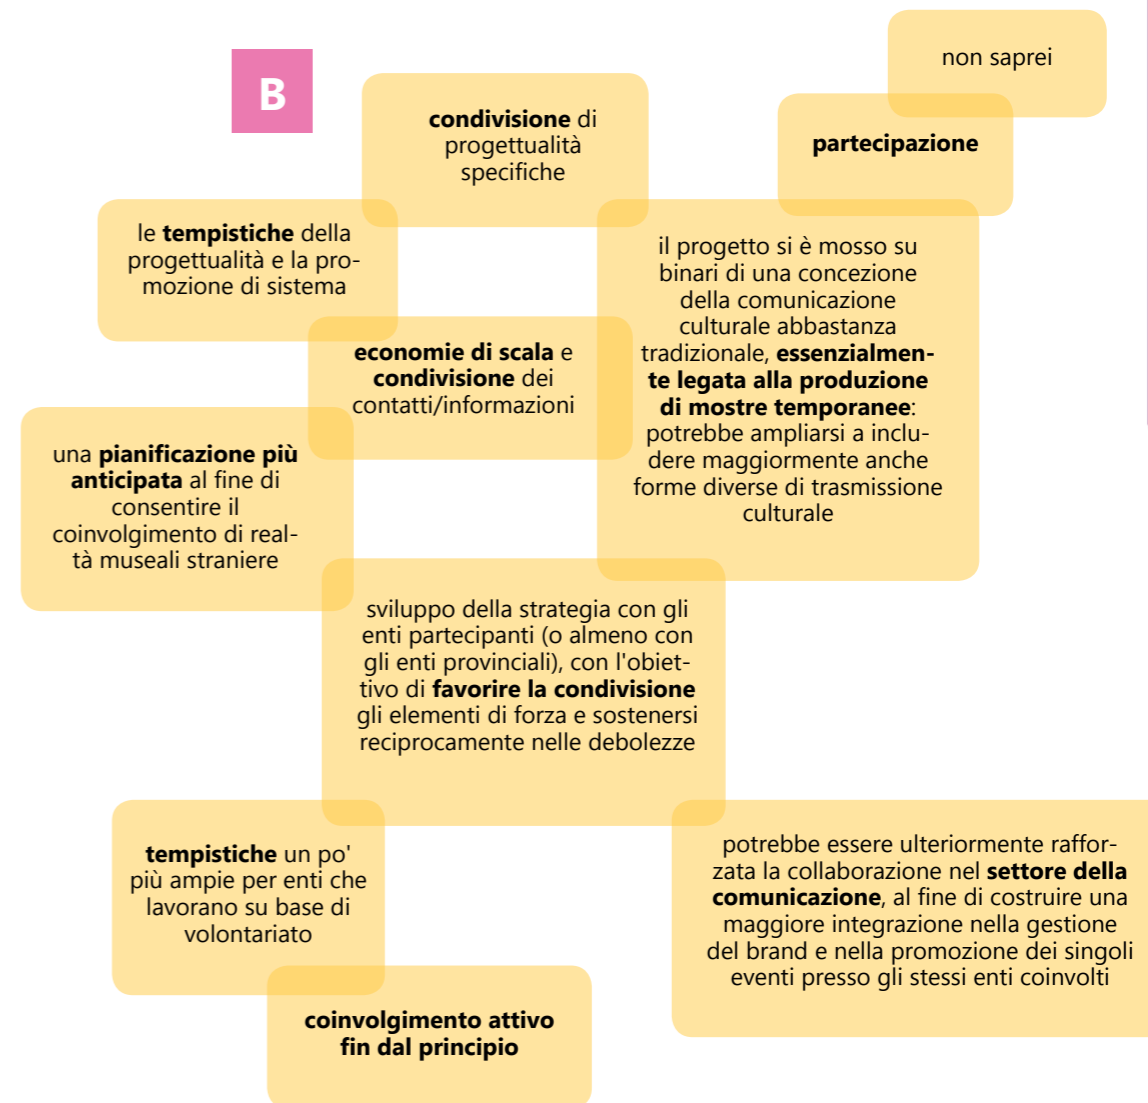 non saprei
B
condivisione di
progettualità
specifiche
partecipazione
le tempistiche della
progettualità e la pro-
mozione di sistema
il progetto si è mosso su
binari di una concezione
della comunicazione
culturale abbastanza
tradizionale, essenzialmen-
te legata alla produzione
di mostre temporanee:
potrebbe ampliarsi a inclu-
dere maggiormente anche
forme diverse di trasmissione
culturale
economie di scala e
condivisione dei
contatti/informazioni
una pianificazione più
anticipata al fine di
consentire il
coinvolgimento di real-
tà museali straniere
sviluppo della strategia con gli
enti partecipanti (o almeno con
gli enti provinciali), con l'obiet-
tivo di favorire la condivisione
gli elementi di forza e sostenersi
reciprocamente nelle debolezze
tempistiche un po'
più ampie per enti che
lavorano su base di
volontariato
potrebbe essere ulteriormente raffor-
zata la collaborazione nel settore della
comunicazione, al fine di costruire una
maggiore integrazione nella gestione
del brand e nella promozione dei singoli
eventi presso gli stessi enti coinvolti
coinvolgimento attivo
fin dal principio